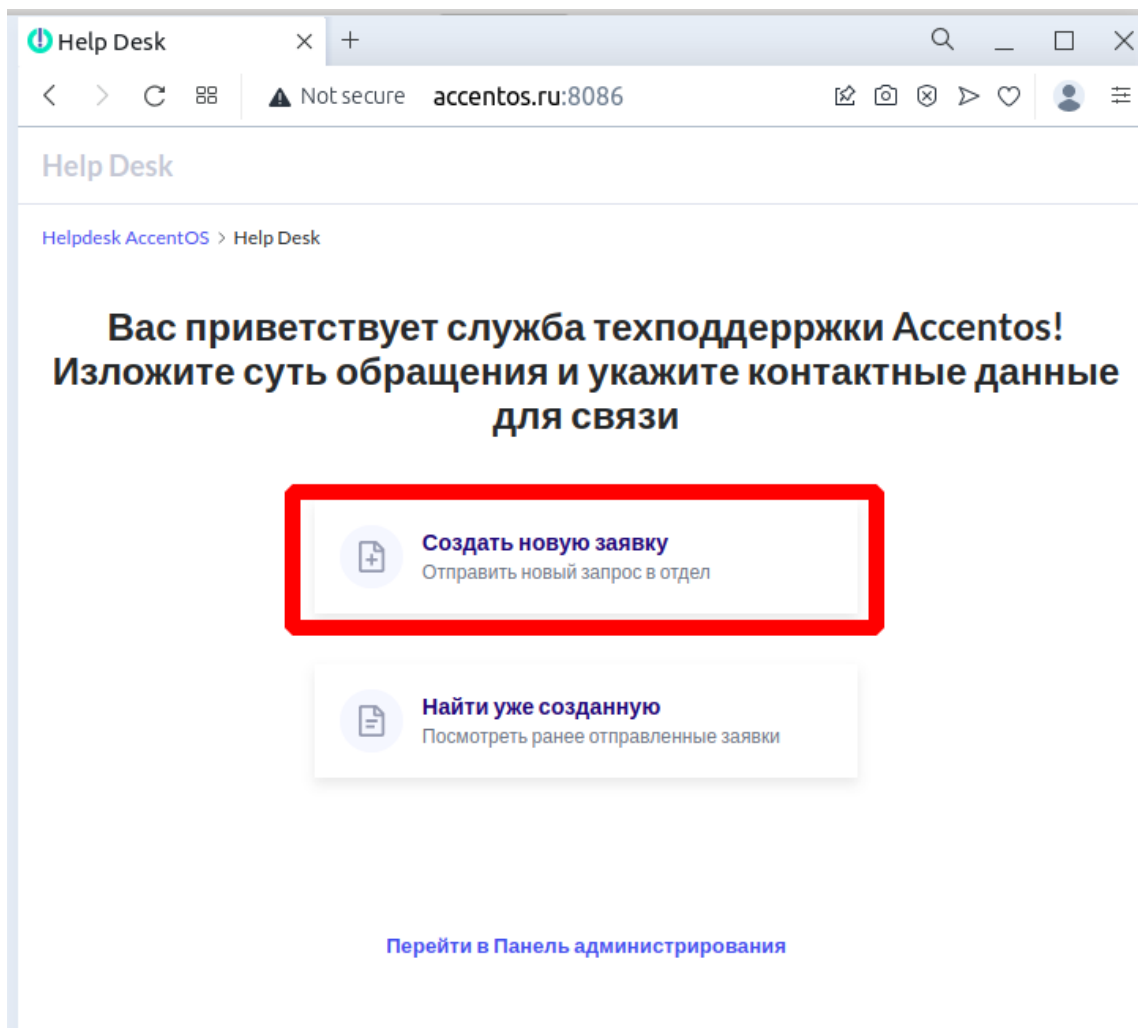 Help Desk
Not secure accentos.ru:8086
Help Desk
Helpdesk AccentOS > Help Desk
Вас приветствует служба техподдерржки Accentos!
Изложите суть обращения и укажите контактные данные
для связи
Создать новую заявку
Отправить новый запрос в отдел
Найти уже созданную
Посмотреть ранее отправленные заявки
Перейти в Панель администрирования